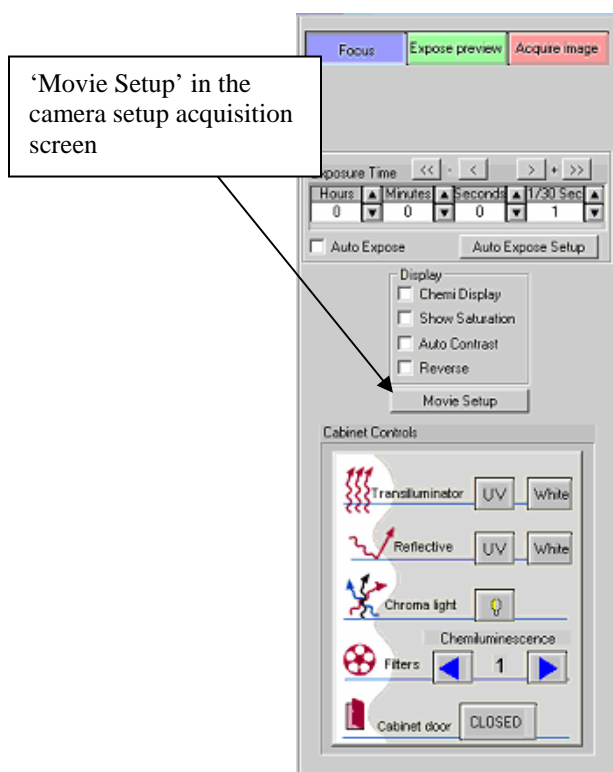 Focus Expose preview Acquire image
‘Movie Setup’ in the
camera setup acquisition
screen
Exposure Time << - < > + >>
Hours Minutes Seconds 1/30 Sec
0 0 0 1
Auto Expose Auto Expose Setup
Display
Chemi Display
Show Saturation
Auto Contrast
Reverse
Movie Setup
Cabinet Controls
Transilluminator UV White
Reflective UV White
Chroma light
Chemiluminescence
Filters 1
Cabinet door CLOSED